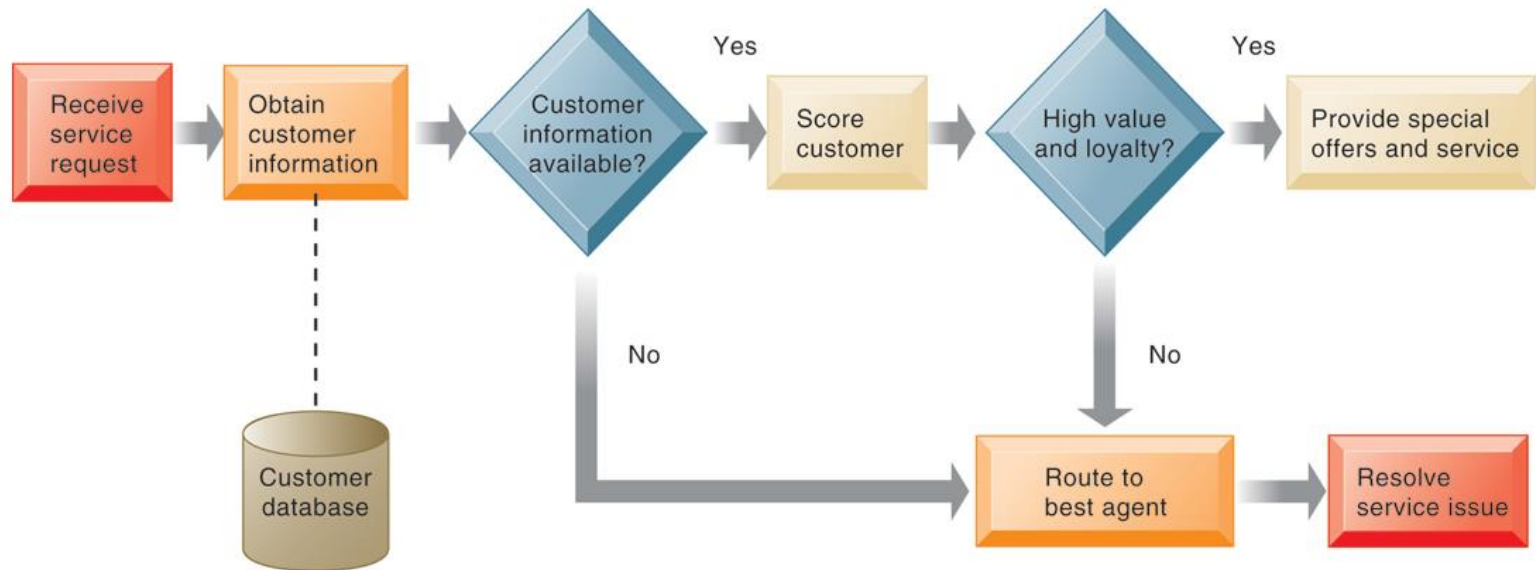 Receive
service
request
Obtain
customer
information
Customer
information
available?
Yes
Score
customer
High value
and loyalty?
Yes
Provide special
offers and service
No
No
Customer
database
Route to
best agent
Resolve
service issue